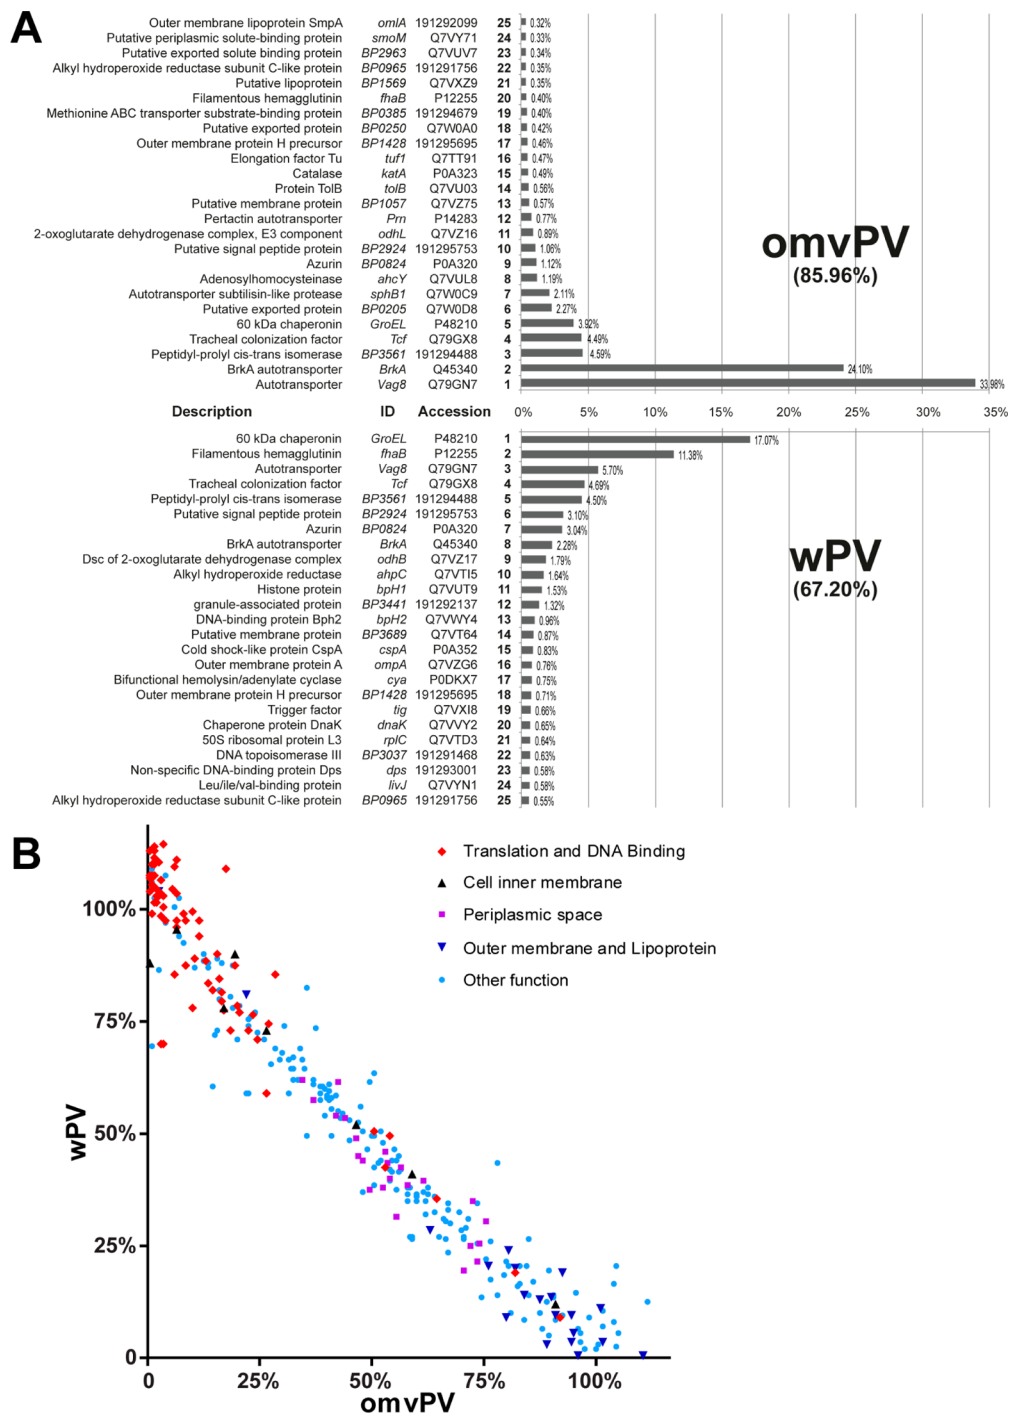 A
Outer membrane lipoprotein SmpA omlA 191292099 25 0.32%
Putative periplasmic solute-binding protein smoM Q7VY71 24 0.33%
Putative exported solute binding protein BP2963 Q7VUV7 23 0.34%
Alkyl hydroperoxide reductase subunit C-like protein BP0965 191291756 22 0.35%
Putative lipoprotein BP1569 Q7VXZ9 21 0.35%
Filamentous hemagglutinin fhaB P12255 20 0.40%
Methionine ABC transporter substrate-binding protein BP0385 191294679 19 0.40%
Putative exported protein BP0250 Q7W0A0 18 0.42%
Outer membrane protein H precursor BP1428 191295695 17 0.46%
Elongation factor Tu tuf1 Q7TT91 16 0.47%
Catalase katA P0A323 15 0.49%
Protein TolB tolB Q7VU03 14 0.56%
Putative membrane protein BP1057 Q7VZ75 13 0.57%
Pertactin autotransporter Prn P14283 12 0.77%
2-oxoglutarate dehydrogenase complex, E3 component odhL Q7VZ16 11 0.89%
Putative signal peptide protein BP2924 191295753 10 1.06%
Azurin BP0824 P0A320 9 1.12%
Adenosylhomocysteinase ahcY Q7VUL8 8 1.19%
Autotransporter subtilisin-like protease sphB1 Q7W0C9 7 2.11%
Putative exported protein BP0205 Q7W0D8 6 2.27%
60 kDa chaperonin GroEL P48210 5 3.92%
Tracheal colonization factor Tcf Q79GX8 4 4.49%
Peptidyl-prolyl cis-trans isomerase BP3561 191294488 3 4.59%
BrkA autotransporter BrkA Q45340 2 24.10%
Autotransporter Vag8 Q79GN7 1 33.98%
omvPV
(85.96%)
Description ID Accession 0% 5% 10% 15% 20% 25% 30% 35%
60 kDa chaperonin GroEL P48210 1 17.07%
Filamentous hemagglutinin fhaB P12255 2 11.38%
Autotransporter Vag8 Q79GN7 3 5.70%
Tracheal colonization factor Tcf Q79GX8 4 4.69%
Peptidyl-prolyl cis-trans isomerase BP3561 191294488 5 4.50%
Putative signal peptide protein BP2924 191295753 6 3.10%
Azurin BP0824 P0A320 7 3.04%
BrkA autotransporter BrkA Q45340 8 2.28%
Dsc of 2-oxoglutarate dehydrogenase complex odhB Q7VZ17 9 1.79%
Alkyl hydroperoxide reductase ahpC Q7VTI5 10 1.64%
Histone protein bpH1 Q7VUT9 11 1.53%
granule-associated protein BP3441 191292137 12 1.32%
DNA-binding protein Bph2 bpH2 Q7VWY4 13 0.96%
Putative membrane protein BP3689 Q7VT64 14 0.87%
Cold shock-like protein CspA cspA P0A352 15 0.83%
Outer membrane protein A ompA Q7VZG6 16 0.76%
Bifunctional hemolysin/adenylate cyclase cya P0DKX7 17 0.75%
Outer membrane protein H precursor BP1428 191295695 18 0.71%
Trigger factor tig Q7VXI8 19 0.66%
Chaperone protein DnaK dnaK Q7VVY2 20 0.65%
50S ribosomal protein L3 rplC Q7VTD3 21 0.64%
DNA topoisomerase III BP3037 191291468 22 0.63%
Non-specific DNA-binding protein Dps dps 191293001 23 0.58%
Leu/ile/val-binding protein livJ Q7VYN1 24 0.58%
Alkyl hydroperoxide reductase subunit C-like protein BP0965 191291756 25 0.55%
wPV
(67.20%)
B
Translation and DNA Binding
Cell inner membrane
Periplasmic space
Outer membrane and Lipoprotein
Other function
100%
75%
50%
25%
0
wPV
0 25% 50% 75% 100%
omvPV